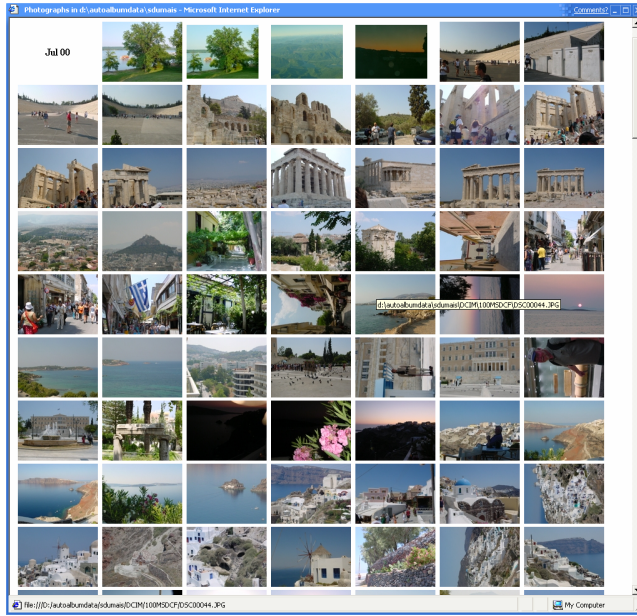 Photographs in d:\autoalbumdata\sdumais - Microsoft Internet Explorer
Comments?
Jul 00
d:\autoalbumdata\sdumais\DCIM\100MSDCF\DSC00044.JPG
file:///D:/autoalbumdata/sdumais/DCIM/100MSDCF/DSC00044.JPG
My Computer